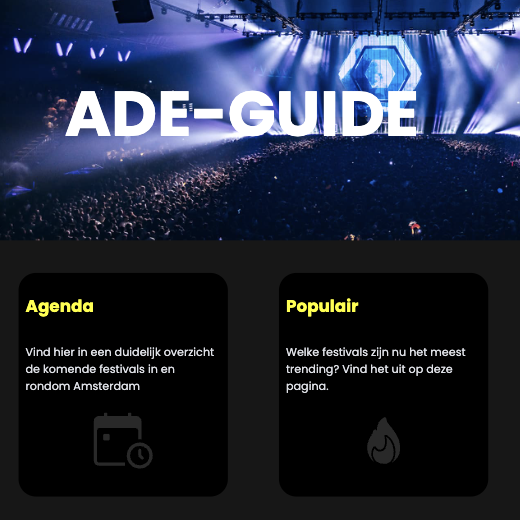 ADE-GUIDE
Agenda
Vind hier in een duidelijk overzicht
de komende festivals in en
rondom Amsterdam
Populair
Welke festivals zijn nu het meest
trending? Vind het uit op deze
pagina.